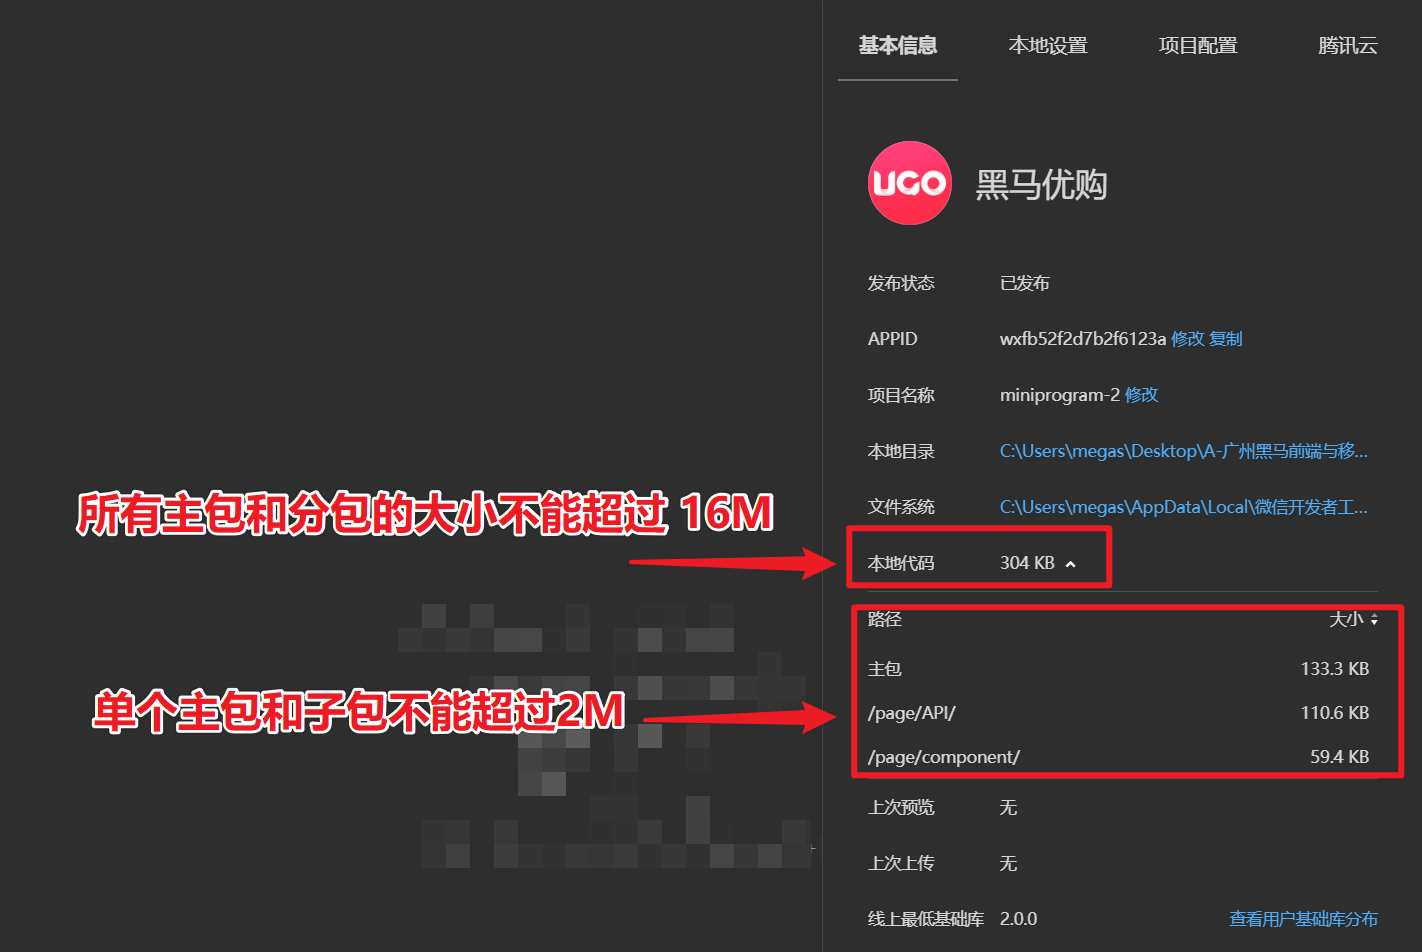 基本信息 本地设置 项目配置 腾讯云
UGO 黑马优购
发布状态 已发布
APPID wxfb52f2d7b2f6123a 修改 复制
项目名称 miniprogram-2 修改
本地目录 C:\Users\megas\Desktop\A-广州黑马前端与移...
文件系统 C:\Users\megas\AppData\Local\微信开发者工...
所有主包和分包的大小不能超过 16M
本地代码 304 KB
路径 大小
主包 133.3 KB
单个主包和子包不能超过2M
/page/API/ 110.6 KB
/page/component/ 59.4 KB
上次预览 无
上次上传 无
线上最低基础库 2.0.0 查看用户基础库分布